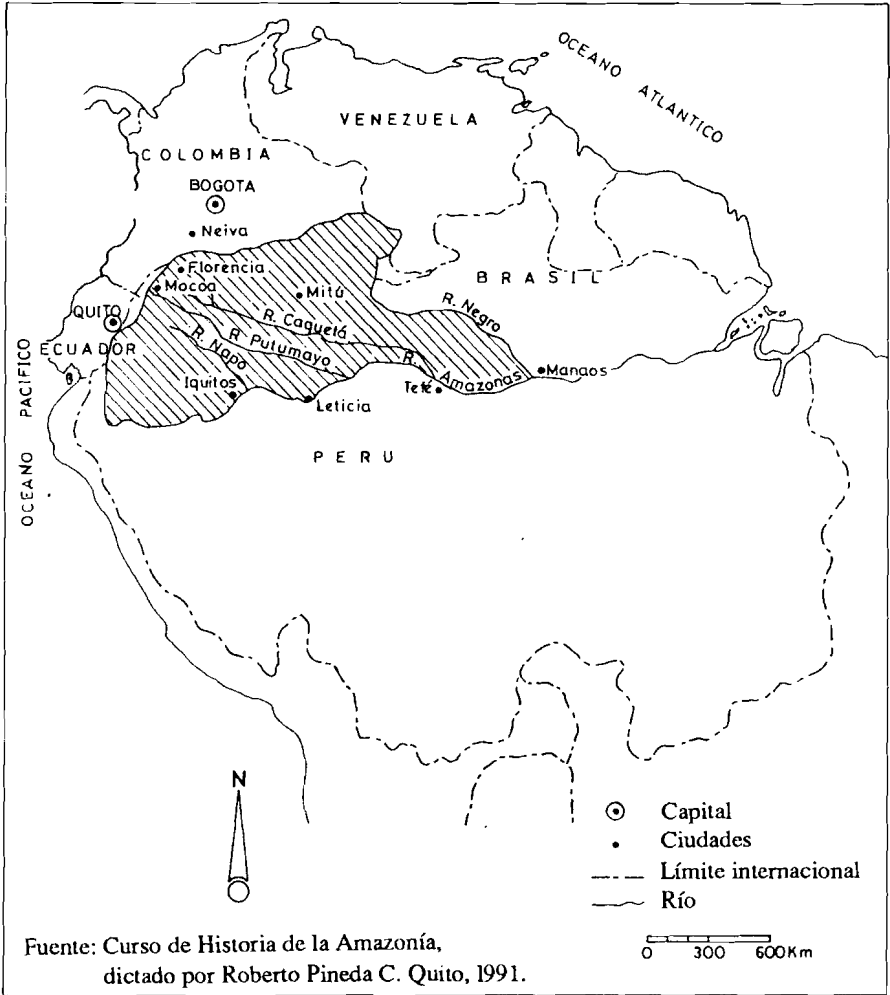 OCEANO ATLANTICO
VENEZUELA
COLOMBIA
BOGOTA
Neiva
BRASIL
Florencia
Mocoa
Mitú
R. Negro
QUITO
R. Caquetá
R. Putumayo
ECUADOR
R. Napo
R. Amazonas
Manaos
Iquitos
Tefé
Leticia
OCEANO PACIFICO
PERU
N
Capital
Ciudades
Límite internacional
Río
Fuente: Curso de Historia de la Amazonía,
dictado por Roberto Pineda C. Quito, 1991.
0 300 600Km